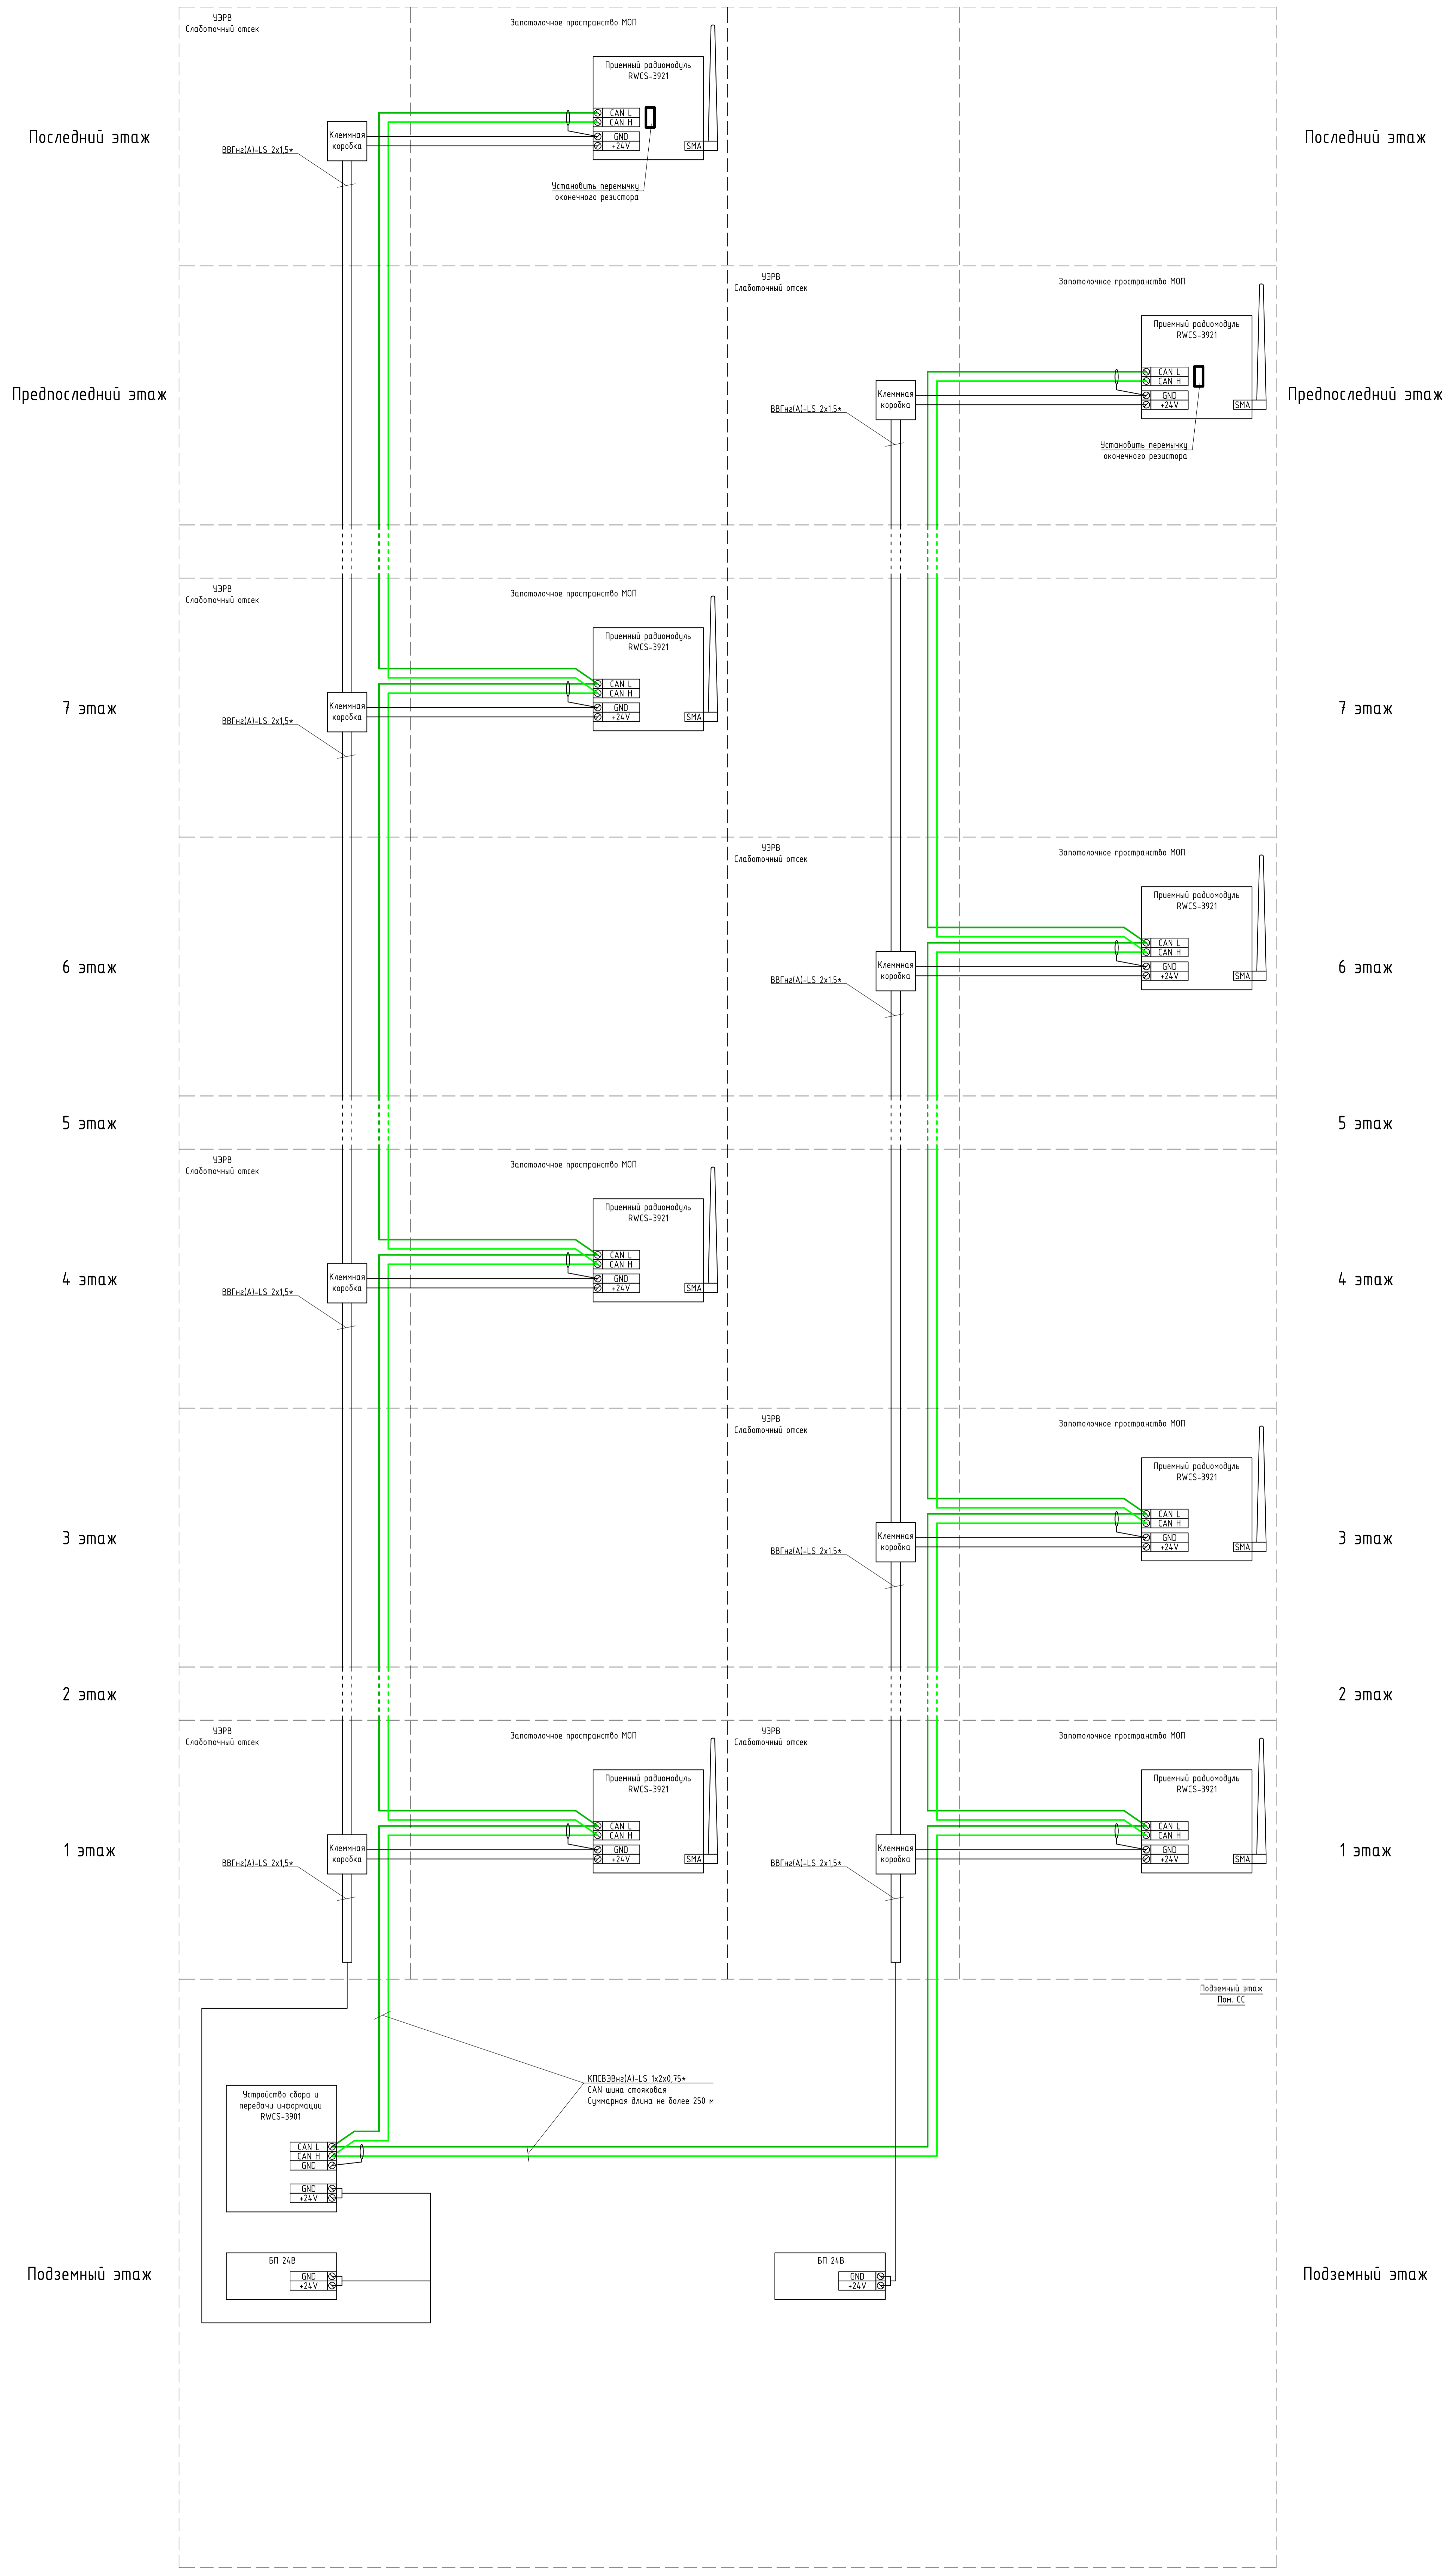 УЭРВ
Слаботочный отсек
Запотолочное пространство МОП
Приемный радиомодуль
RWCS-3921
CAN L
CAN H
GND
+24V
SMA
Последний этаж
Клеммная
коробка
ВВГнг(А)-LS 2х1,5*
Установить перемычку
оконечного резистора
Последний этаж
УЭРВ
Слаботочный отсек
Запотолочное пространство МОП
Приемный радиомодуль
RWCS-3921
CAN L
CAN H
GND
+24V
SMA
Предпоследний этаж
Клеммная
коробка
ВВГнг(А)-LS 2х1,5*
Установить перемычку
оконечного резистора
Предпоследний этаж
УЭРВ
Слаботочный отсек
Запотолочное пространство МОП
Приемный радиомодуль
RWCS-3921
CAN L
CAN H
GND
+24V
SMA
7 этаж
Клеммная
коробка
ВВГнг(А)-LS 2х1,5*
7 этаж
УЭРВ
Слаботочный отсек
Запотолочное пространство МОП
Приемный радиомодуль
RWCS-3921
CAN L
CAN H
GND
+24V
SMA
6 этаж
Клеммная
коробка
ВВГнг(А)-LS 2х1,5*
6 этаж
5 этаж
5 этаж
УЭРВ
Слаботочный отсек
Запотолочное пространство МОП
Приемный радиомодуль
RWCS-3921
CAN L
CAN H
GND
+24V
SMA
4 этаж
Клеммная
коробка
ВВГнг(А)-LS 2х1,5*
4 этаж
УЭРВ
Слаботочный отсек
Запотолочное пространство МОП
Приемный радиомодуль
RWCS-3921
CAN L
CAN H
GND
+24V
SMA
3 этаж
Клеммная
коробка
ВВГнг(А)-LS 2х1,5*
3 этаж
2 этаж
2 этаж
УЭРВ
Слаботочный отсек
Запотолочное пространство МОП
Приемный радиомодуль
RWCS-3921
CAN L
CAN H
GND
+24V
SMA
1 этаж
Клеммная
коробка
ВВГнг(А)-LS 2х1,5*
УЭРВ
Слаботочный отсек
Запотолочное пространство МОП
Приемный радиомодуль
RWCS-3921
CAN L
CAN H
GND
+24V
SMA
Клеммная
коробка
ВВГнг(А)-LS 2х1,5*
1 этаж
Подземный этаж
Пом. СС
КПСВЭВнг(А)-LS 1х2х0,75*
CAN шина стояковая
Суммарная длина не более 250 м
Устройство сбора и
передачи информации
RWCS-3901
CAN L
CAN H
GND
GND
+24V
Подземный этаж
БП 24В
GND
+24V
БП 24В
GND
+24V
Подземный этаж